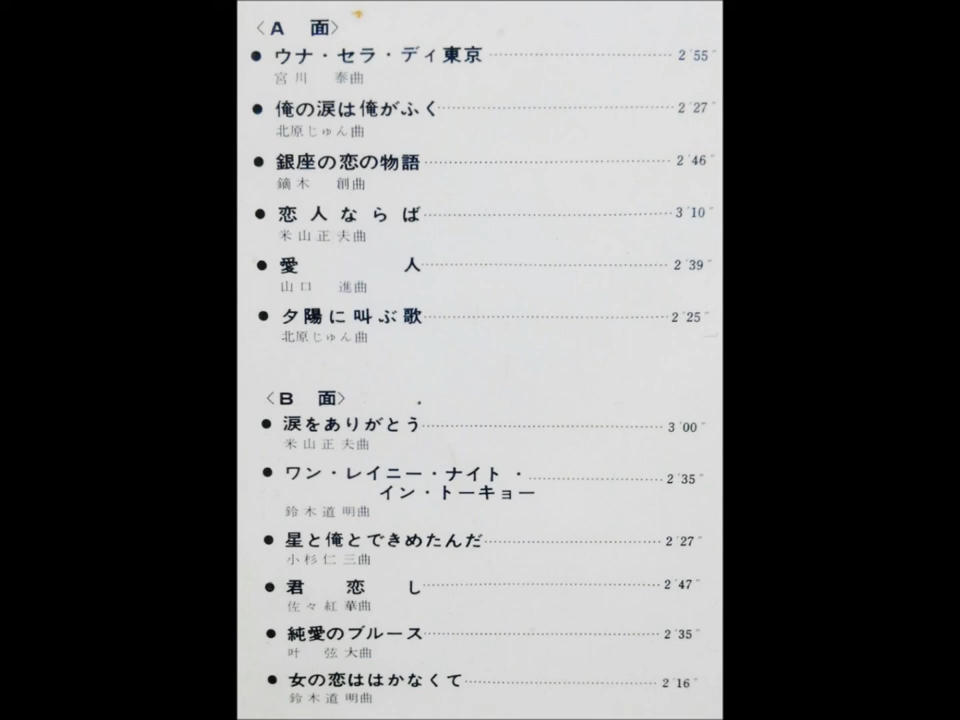 〈A 面〉
● ウナ・セラ・ディ東京 2′55″
宮川 泰曲
● 俺の涙は俺がふく 2′27″
北原じゅん曲
● 銀座の恋の物語 2′46″
鏑木 創曲
● 恋人ならば 3′10″
米山正夫曲
● 愛 人 2′39″
山口 進曲
● 夕陽に叫ぶ歌 2′25″
北原じゅん曲
〈B 面〉
● 涙をありがとう 3′00″
米山正夫曲
● ワン・レイニー・ナイト・ 2′35″
イン・トーキョー
鈴木道明曲
● 星と俺とできめたんだ 2′27″
小杉仁三曲
● 君 恋 し 2′47″
佐々紅華曲
● 純愛のブルース 2′35″
叶 弦大曲
● 女の恋ははかなくて 2′16″
鈴木道明曲